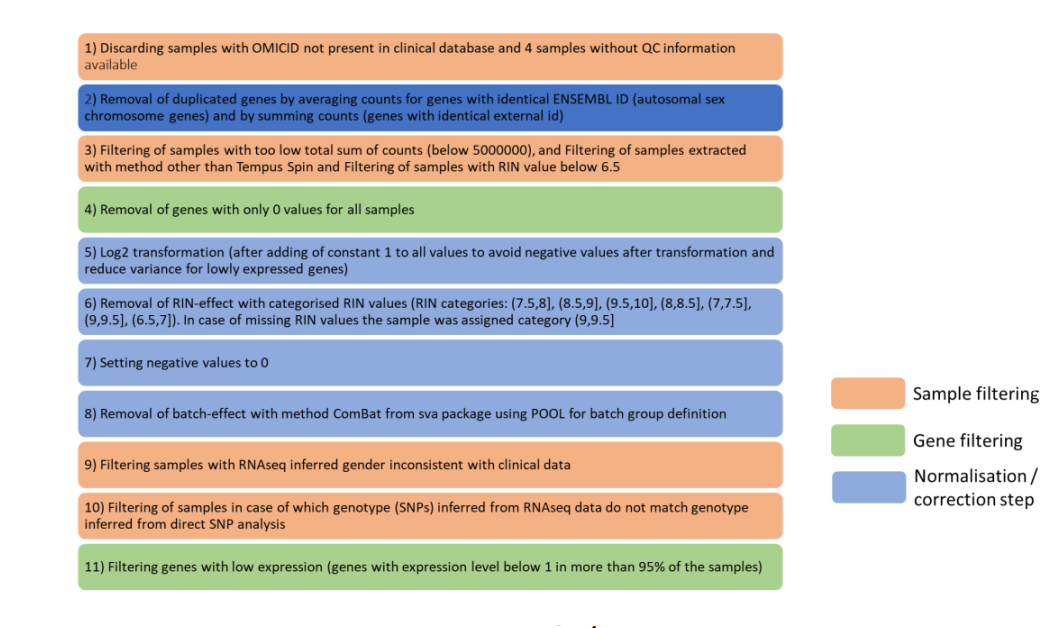 1) Discarding samples with OMICID not present in clinical database and 4 samples without QC information
available
2) Removal of duplicated genes by averaging counts for genes with identical ENSEMBL ID (autosomal sex
chromosome genes) and by summing counts (genes with identical external id)
3) Filtering of samples with too low total sum of counts (below 5000000), and Filtering of samples extracted
with method other than Tempus Spin and Filtering of samples with RIN value below 6.5
4) Removal of genes with only 0 values for all samples
5) Log2 transformation (after adding of constant 1 to all values to avoid negative values after transformation and
reduce variance for lowly expressed genes)
6) Removal of RIN-effect with categorised RIN values (RIN categories: (7.5,8], (8.5,9], (9.5,10], (8,8.5], (7,7.5],
(9,9.5], (6.5,7]). In case of missing RIN values the sample was assigned category (9,9.5]
7) Setting negative values to 0
8) Removal of batch-effect with method ComBat from sva package using POOL for batch group definition
9) Filtering samples with RNAseq inferred gender inconsistent with clinical data
10) Filtering of samples in case of which genotype (SNPs) inferred from RNAseq data do not match genotype
inferred from direct SNP analysis
11) Filtering genes with low expression (genes with expression level below 1 in more than 95% of the samples)
Sample filtering
Gene filtering
Normalisation /
correction step